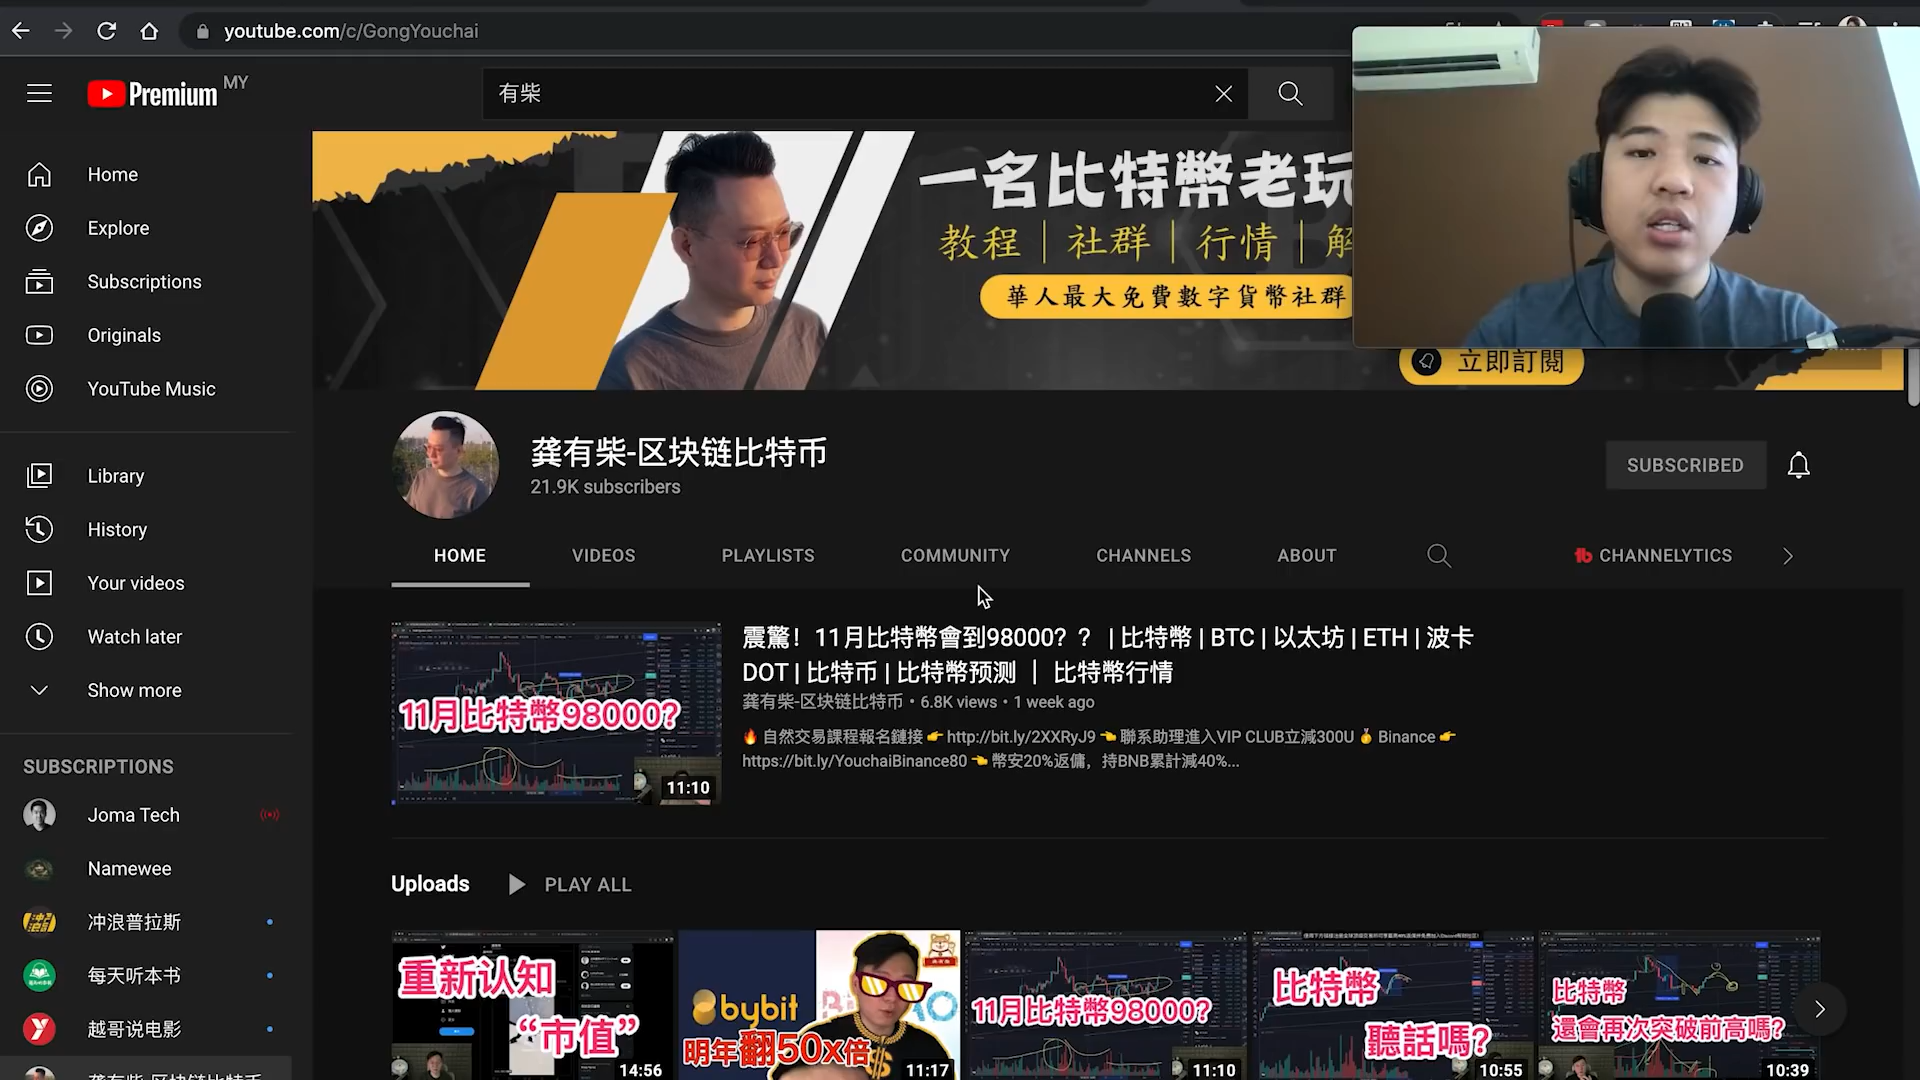 youtube.com/c/GongYouchai
Premium MY
有柴
Home
Explore
Subscriptions
Originals
YouTube Music
Library
History
Your videos
Watch later
Show more
SUBSCRIPTIONS
Joma Tech
Namewee
冲浪普拉斯
每天听本书
越哥说电影
龚有柴-区块链比特币
一名比特幣老玩
教程 | 社群 | 行情 | 解
華人最大免費數字貨幣社群
立即訂閱
龚有柴-区块链比特币
21.9K subscribers
SUBSCRIBED
HOME VIDEOS PLAYLISTS COMMUNITY CHANNELS ABOUT CHANNELYTICS
11月比特幣98000?
11:10
震驚！11月比特幣會到98000？？ | 比特幣 | BTC | 以太坊 | ETH | 波卡
DOT | 比特币 | 比特幣预测 ｜ 比特幣行情
龚有柴-区块链比特币 • 6.8K views • 1 week ago
🔥 自然交易課程報名鏈接 👉 http://bit.ly/2XXRyJ9 👈 聯系助理進入VIP CLUB立減300U 🥇 Binance 👉
https://bit.ly/YouchaiBinance80 👈 幣安20%返傭，持BNB累計減40%...
Uploads PLAY ALL
重新认知
“市值”
14:56
bybit
明年翻50x倍
11:17
11月比特幣98000?
11:10
比特幣
聽話嗎?
10:55
比特幣
還會再次突破前高嗎?
10:39